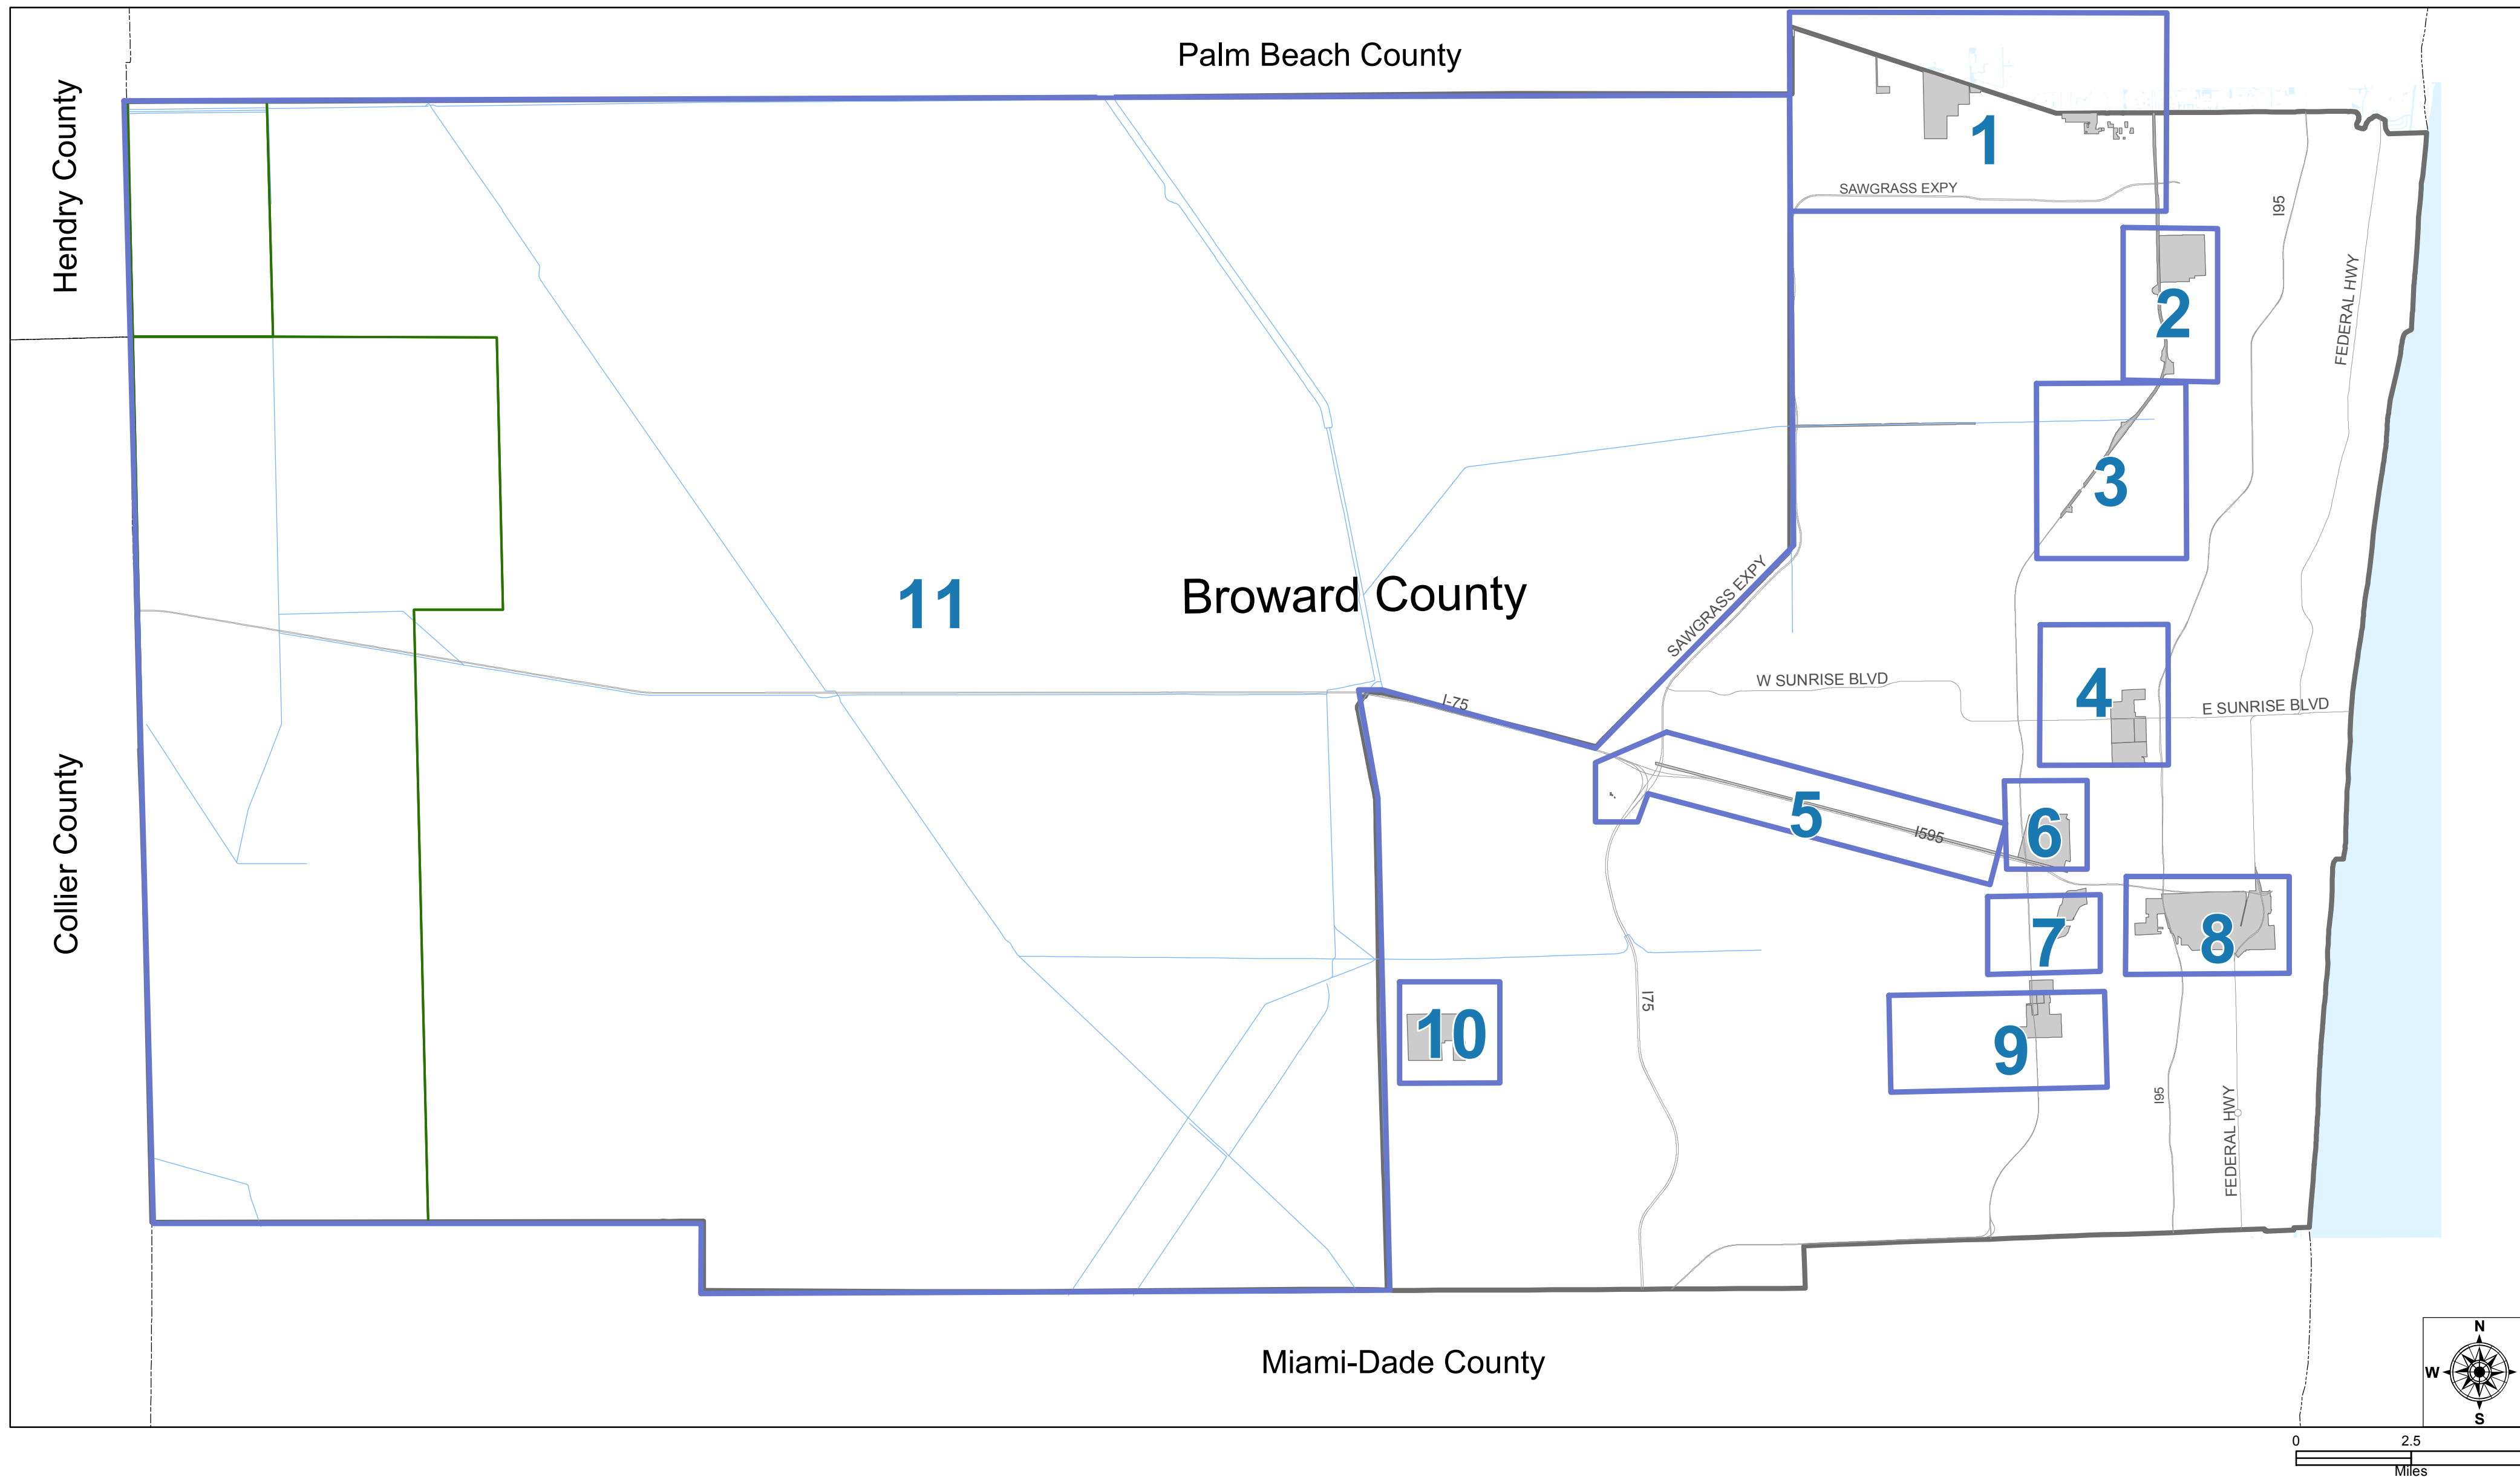 Palm Beach County
Hendry County
1
SAWGRASS EXPY
I95
2
FEDERAL HWY
3
11
Broward County
SAWGRASS EXPY
W SUNRISE BLVD
4
E SUNRISE BLVD
I-75
5
I595
6
Collier County
7
8
I75
10
9
I95
FEDERAL HWY
Miami-Dade County
N
W
S
0 2.5
Miles